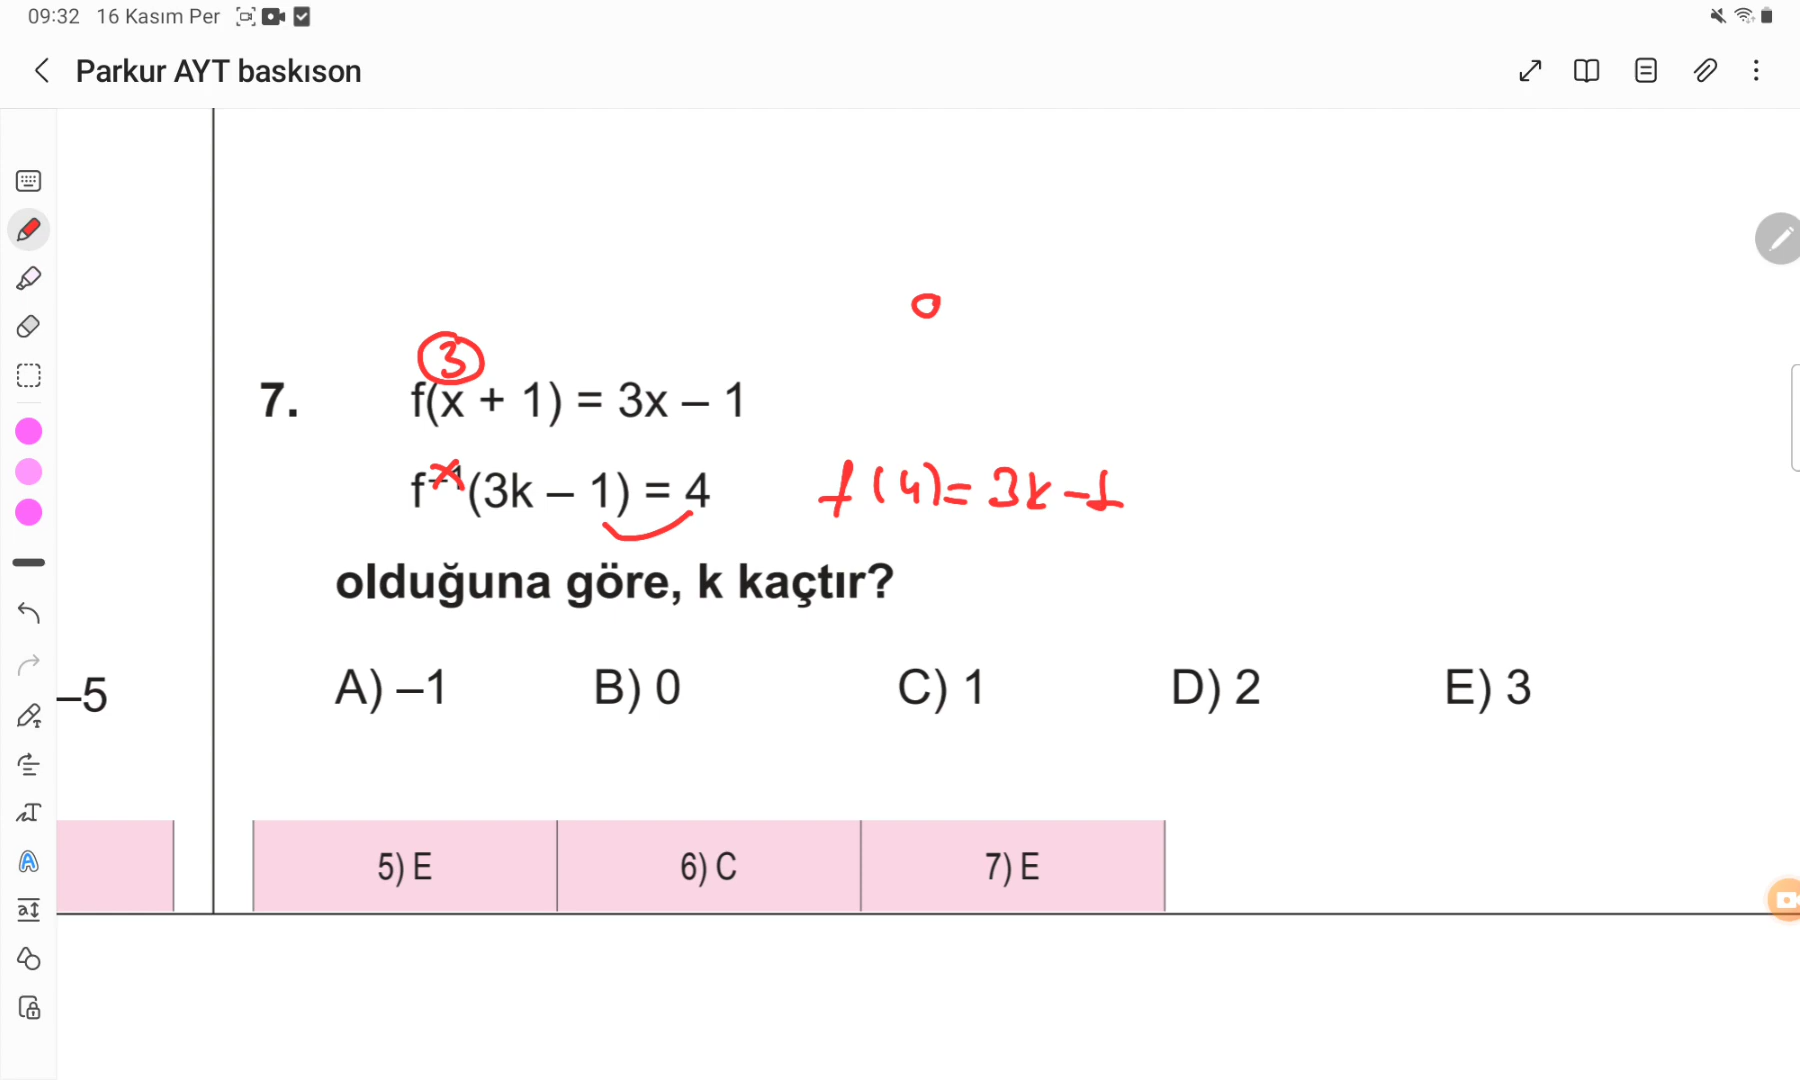 09:32 16 Kasım Per
Parkur AYT baskıson
3
7. f(x + 1) = 3x – 1
f⁻¹(3k – 1) = 4 f(4) = 3k - 1
olduğuna göre, k kaçtır?
A) –1 B) 0 C) 1 D) 2 E) 3
–5
5) E 6) C 7) E